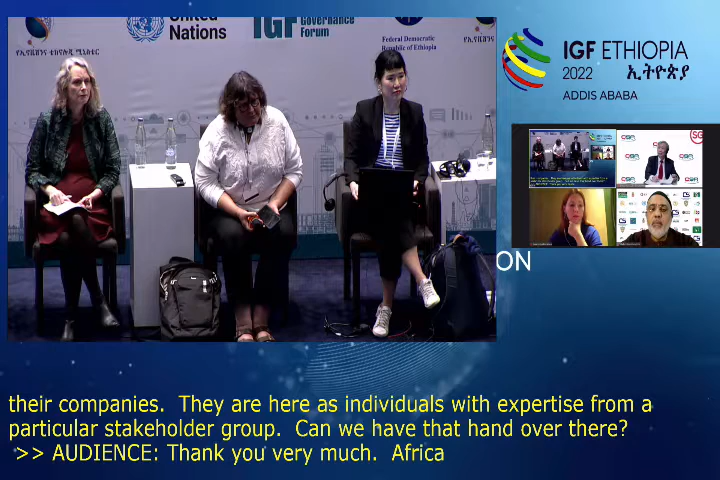 United
Nations
IGF
Governance
Forum
Federal Democratic
Republic of Ethiopia
IGF ETHIOPIA
2022 ኢትዮጵያ
ADDIS ABABA
ON
their companies. They are here as individuals with expertise from a
particular stakeholder group. Can we have that hand over there?
>> AUDIENCE: Thank you very much. Africa